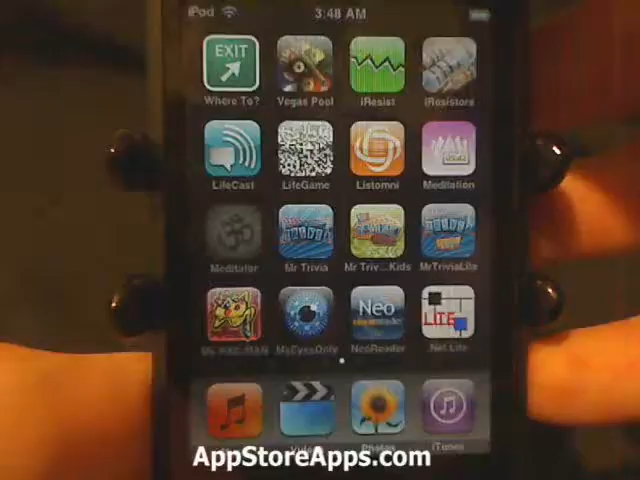 iPod 3:48 AM
EXIT
Where To? Vegas Pool iResist iResistors
LifeCast LifeGame Listomni Meditation
Meditator Mr Trivia Mr Triv...Kids MrTriviaLite
Neo
LITE
MyEyesOnly NeoReader Net Lite
Photos iTunes
AppStoreApps.com